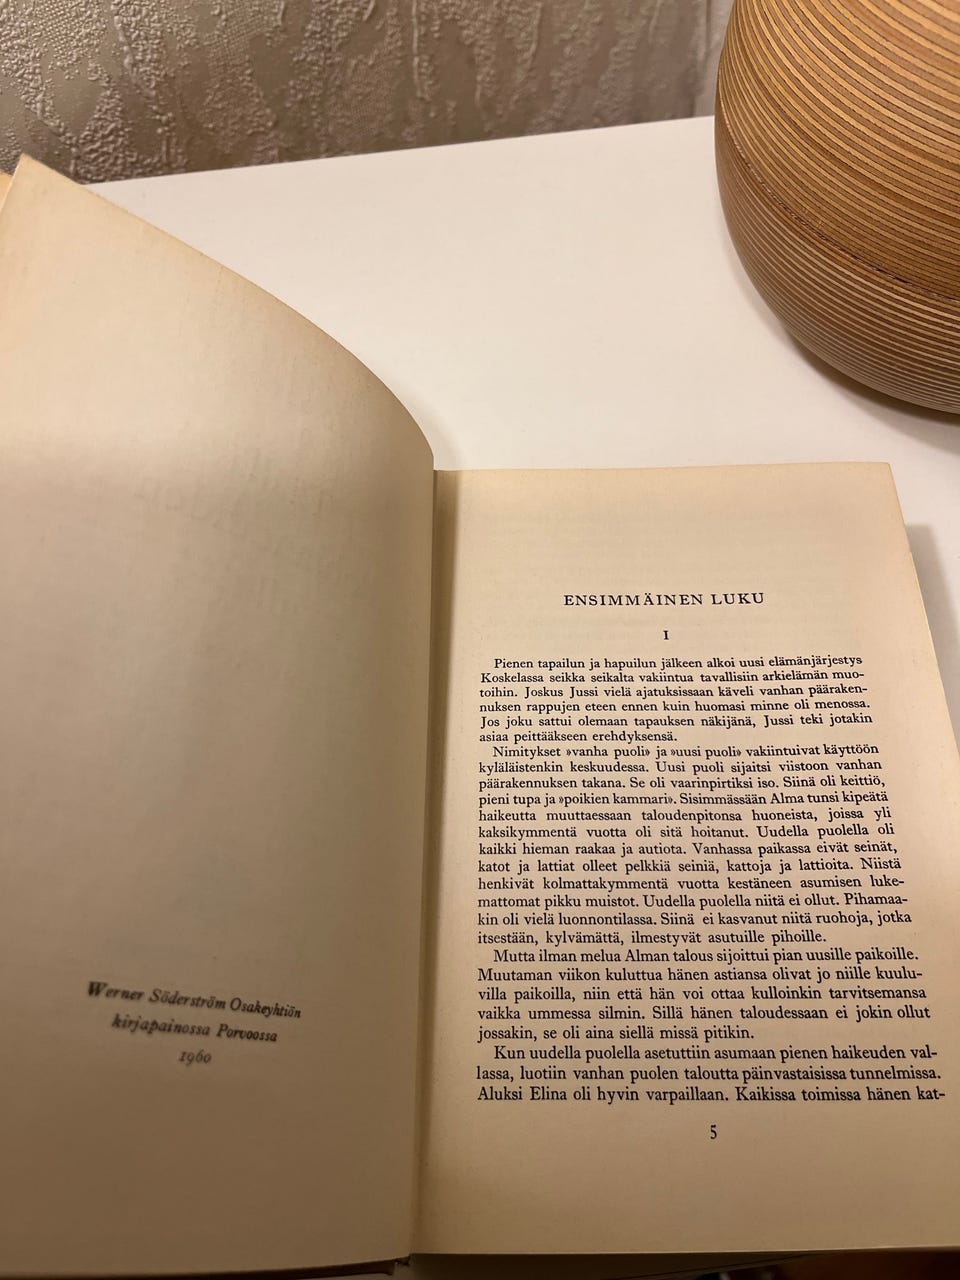 Werner Söderström Osakeyhtiön
kirjapainossa Porvoossa
1960
ENSIMMÄINEN LUKU
I
Pienen tapailun ja hapuilun jälkeen alkoi uusi elämänjärjestys
Koskelassa seikka seikalta vakiintua tavallisiin arkielämän muo-
toihin. Joskus Jussi vielä ajatuksissaan käveli vanhan pääraken-
nuksen rappujen eteen ennen kuin huomasi minne oli menossa.
Jos joku sattui olemaan tapauksen näkijänä, Jussi teki jotakin
asiaa peittääkseen erehdyksensä.
Nimitykset »vanha puoli» ja »uusi puoli» vakiintuivat käyttöön
kyläläistenkin keskuudessa. Uusi puoli sijaitsi viistoon vanhan
päärakennuksen takana. Se oli vaarinpirtiksi iso. Siinä oli keittiö,
pieni tupa ja »poikien kammari». Sisimmässään Alma tunsi kipeätä
haikeutta muuttaessaan taloudenpitonsa huoneista, joissa yli
kaksikymmentä vuotta oli sitä hoitanut. Uudella puolella oli
kaikki hieman raakaa ja autiota. Vanhassa paikassa eivät seinät,
katot ja lattiat olleet pelkkiä seiniä, kattoja ja lattioita. Niistä
henkivät kolmattakymmentä vuotta kestäneen asumisen luke-
mattomat pikku muistot. Uudella puolella niitä ei ollut. Pihamaa-
kin oli vielä luonnontilassa. Siinä ei kasvanut niitä ruohoja, jotka
itsestään, kylvämättä, ilmestyvät asutuille pihoille.
Mutta ilman melua Alman talous sijoittui pian uusille paikoille.
Muutaman viikon kuluttua hänen astiansa olivat jo niille kuulu-
villa paikoilla, niin että hän voi ottaa kulloinkin tarvitsemansa
vaikka ummessa silmin. Sillä hänen taloudessaan ei jokin ollut
jossakin, se oli aina siellä missä pitikin.
Kun uudella puolella asetuttiin asumaan pienen haikeuden val-
lassa, luotiin vanhan puolen taloutta päinvastaisissa tunnelmissa.
Aluksi Elina oli hyvin varpaillaan. Kaikissa toimissa hänen kat-
5